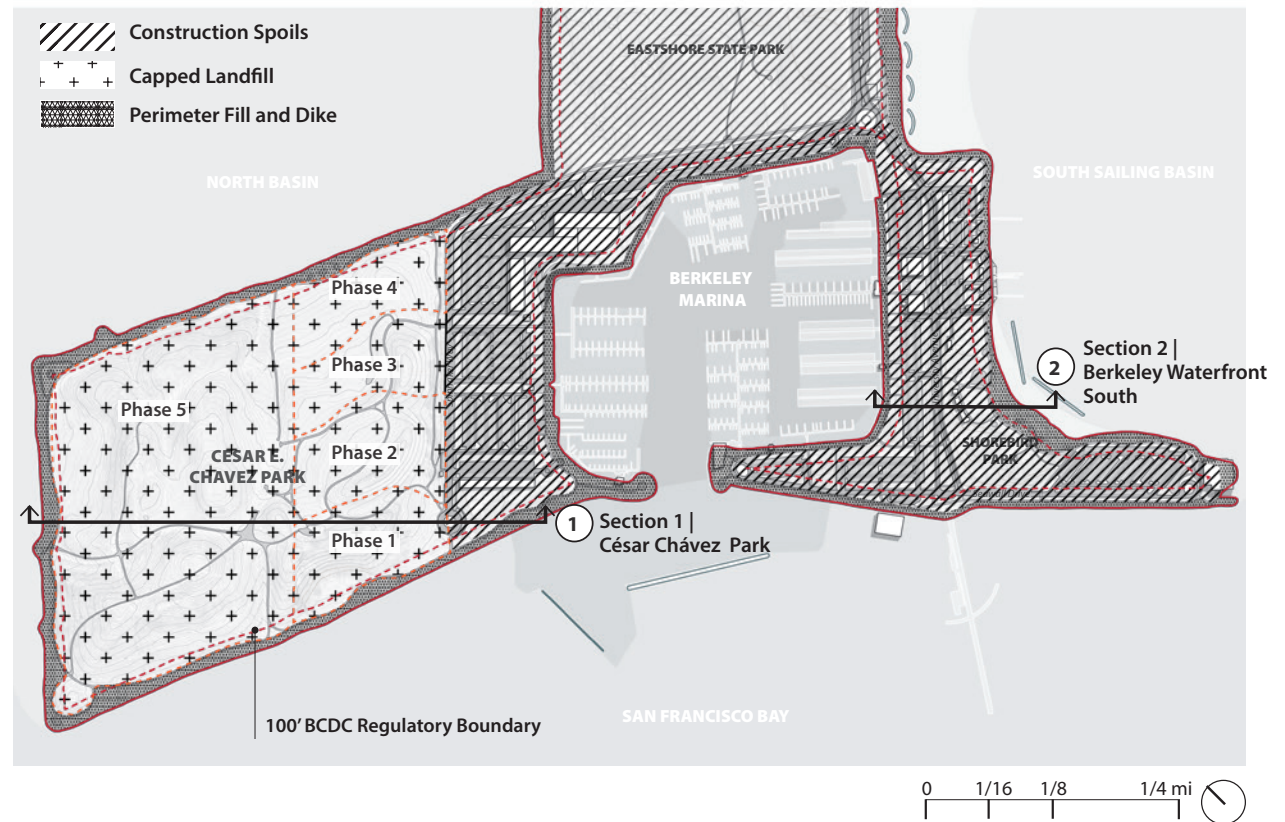 Construction Spoils
Capped Landfill
Perimeter Fill and Dike
EASTSHORE STATE PARK
NORTH BASIN
SOUTH SAILING BASIN
BERKELEY
MARINA
Phase 4
Phase 3
Phase 5
Phase 2
CESAR E.
CHAVEZ PARK
Phase 1
2
Section 2 |
Berkeley Waterfront
South
SHOREBIRD
PARK
Seawall Drive
1
Section 1 |
César Chávez Park
100' BCDC Regulatory Boundary
SAN FRANCISCO BAY
0 1/16 1/8 1/4 mi